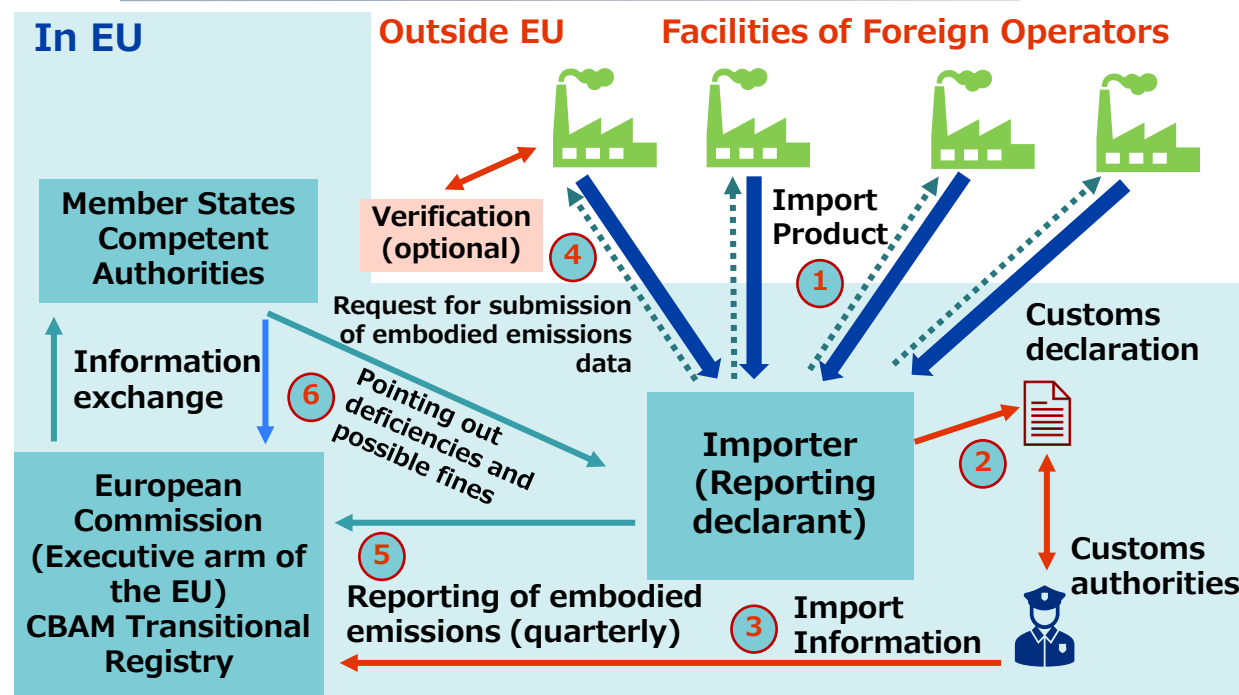 In EU
Outside EU
Facilities of Foreign Operators
Member States
Competent
Authorities
Verification
(optional)
4
Import
Product
1
Request for submission
of embodied emissions
data
Customs
declaration
Information
exchange
6
Pointing out
deficiencies and
possible fines
Importer
(Reporting
declarant)
2
European
Commission
(Executive arm of
the EU)
CBAM Transitional
Registry
5
Reporting of embodied
emissions (quarterly)
3
Import
Information
Customs
authorities